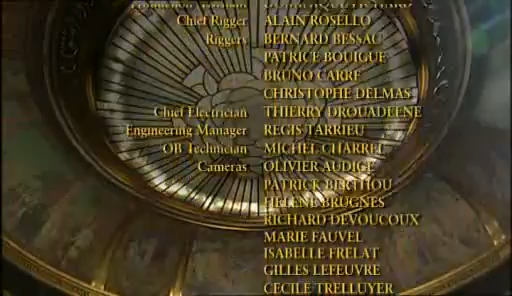 Chief Rigger ALAIN ROSELLO
Riggers BERNARD BESSAU
PATRICE BOUIGUE
BRUNO CARRE
CHRISTOPHE DELMAS
Chief Electrician THIERRY DROUADEENE
Engineering Manager REGIS TARRIEU
OB Technician MICHEL CHARREL
Cameras OLIVIER AUDIGE
PATRICK BERTHOU
HELENE BRUGNES
RICHARD DEVOUCOUX
MARIE FAUVEL
ISABELLE FRELAT
GILLES LEFEUVRE
CECILE TRELLUYER